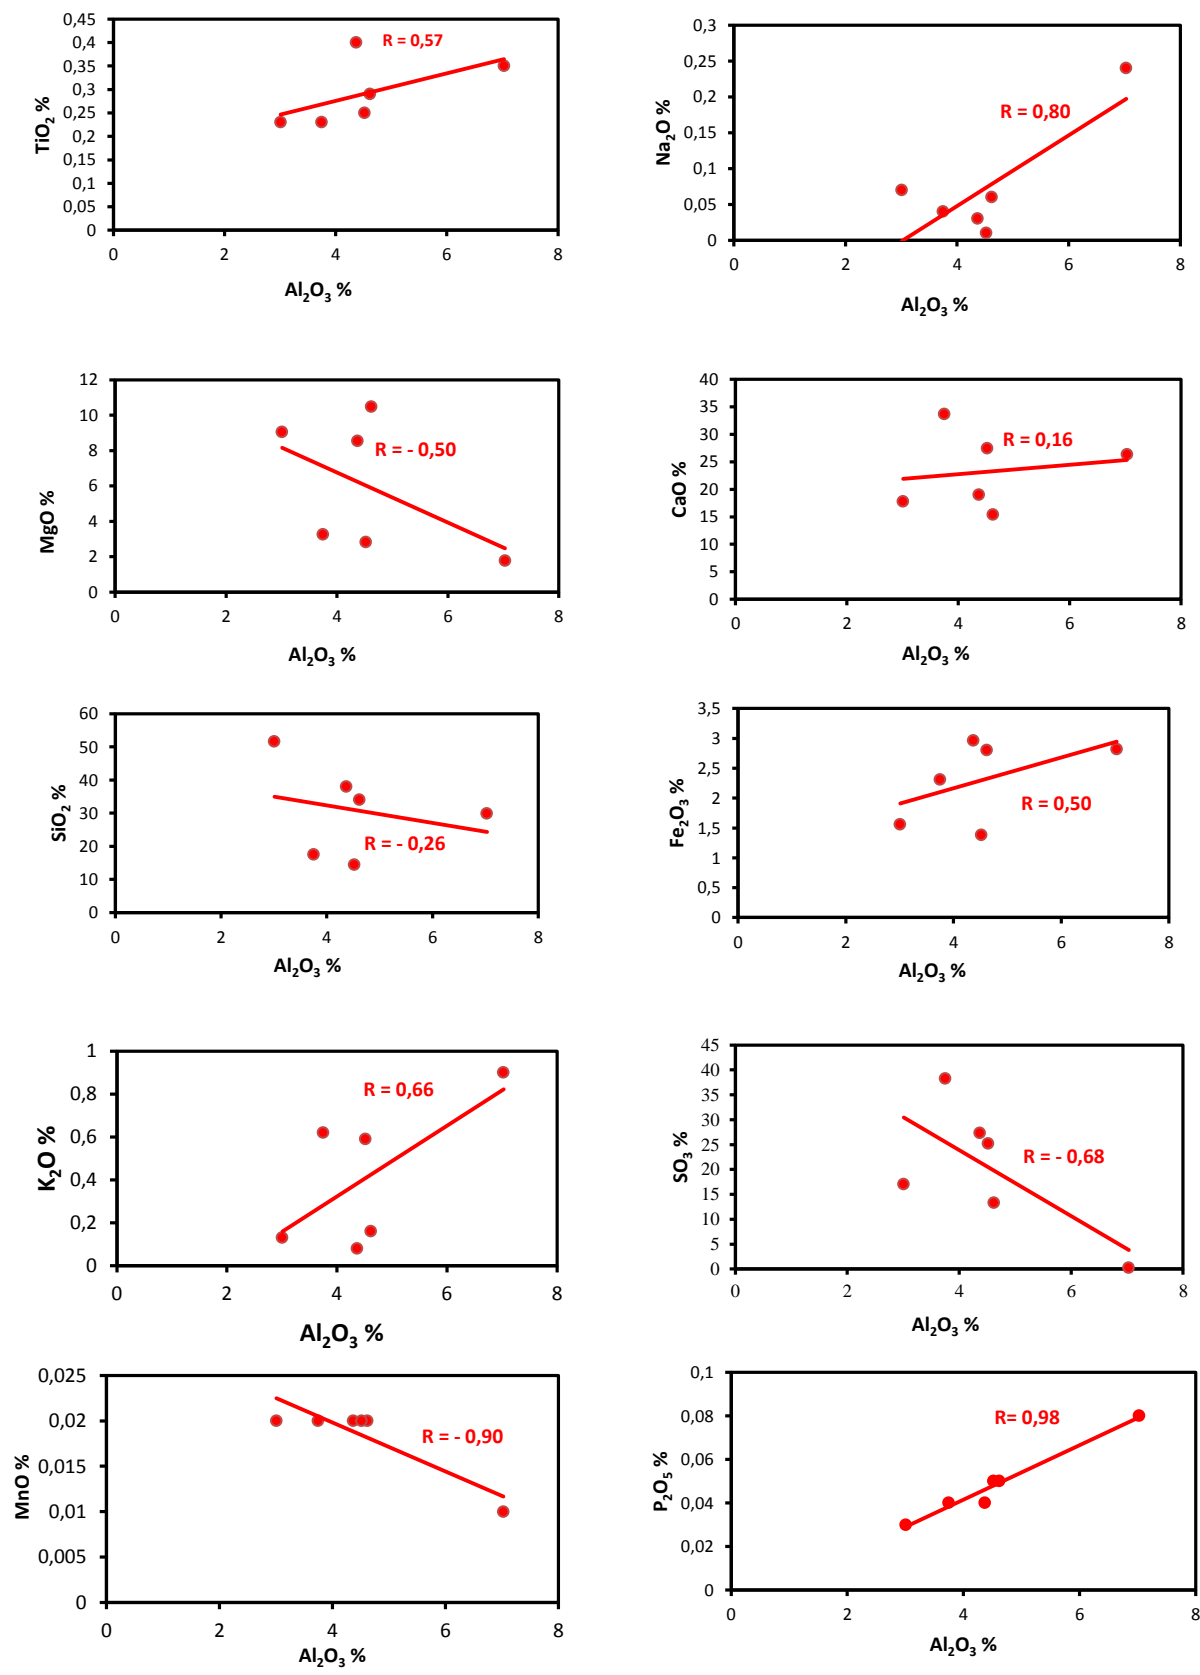 0,45
0,4
0,35
0,3
0,25
0,2
0,15
0,1
0,05
0
TiO₂ %
R = 0,57
0 2 4 6 8
Al₂O₃ %
0,3
0,25
0,2
0,15
0,1
0,05
0
Na₂O %
R = 0,80
0 2 4 6 8
Al₂O₃ %
12
10
8
6
4
2
0
MgO %
R = - 0,50
0 2 4 6 8
Al₂O₃ %
40
35
30
25
20
15
10
5
0
CaO %
R = 0,16
0 2 4 6 8
Al₂O₃ %
60
50
40
30
20
10
0
SiO₂ %
R = - 0,26
0 2 4 6 8
Al₂O₃ %
3,5
3
2,5
2
1,5
1
0,5
0
Fe₂O₃ %
R = 0,50
0 2 4 6 8
Al₂O₃ %
1
0,8
0,6
0,4
0,2
0
K₂O %
R = 0,66
0 2 4 6 8
Al₂O₃ %
45
40
35
30
25
20
15
10
5
0
SO₃ %
R = - 0,68
0 2 4 6 8
Al₂O₃ %
0,025
0,020
0,015
0,010
0,005
0
MnO %
R = - 0,90
0 2 4 6 8
Al₂O₃ %
0,1
0,08
0,06
0,04
0,02
0
P₂O₅ %
R= 0,98
0 2 4 6 8
Al₂O₃ %